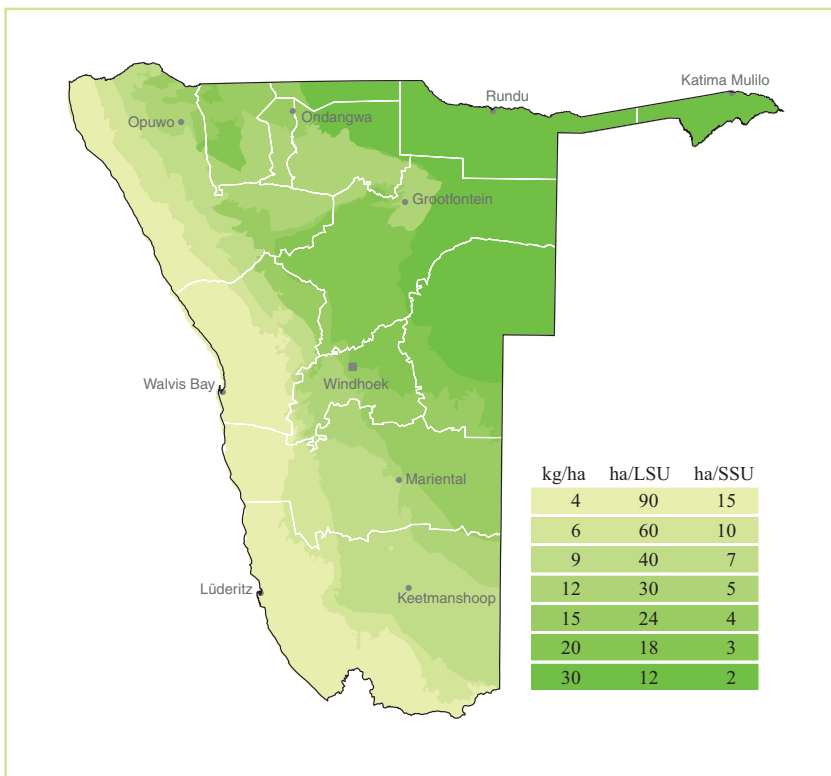 Katima Mulilo
Rundu
Opuwo
Ondangwa
Grootfontein
Walvis Bay
Windhoek
Mariental
Lüderitz
Keetmanshoop
kg/ha ha/LSU ha/SSU
4 90 15
6 60 10
9 40 7
12 30 5
15 24 4
20 18 3
30 12 2